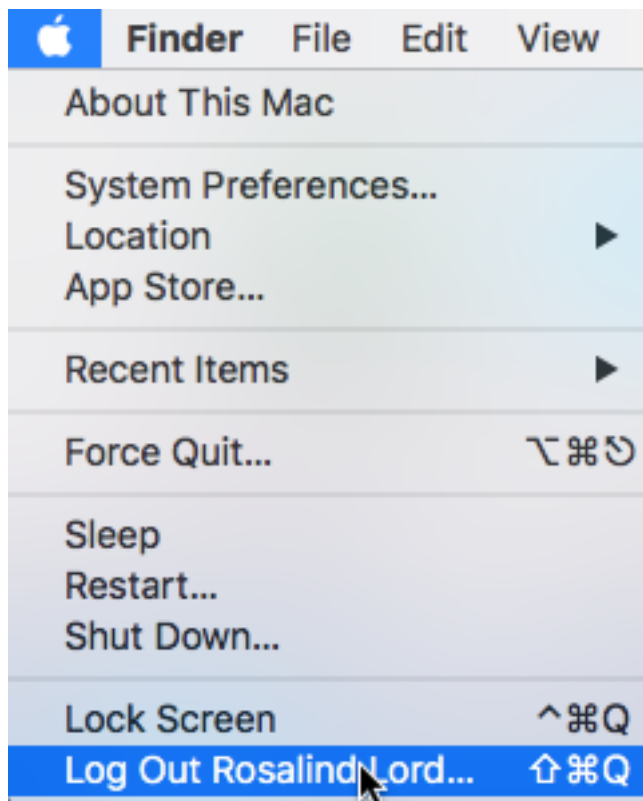 Finder File Edit View
About This Mac
System Preferences...
Location
App Store...
Recent Items
Force Quit... ⌥⌘⎋
Sleep
Restart...
Shut Down...
Lock Screen ^⌘Q
Log Out Rosalind Lord... ⇧⌘Q